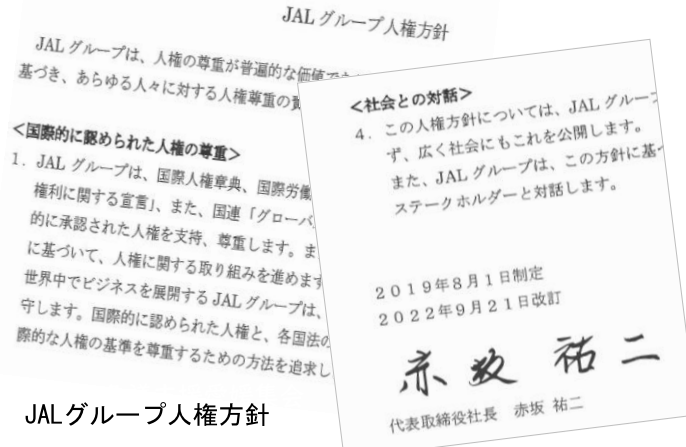 JALグループ人権方針
JALグループは、人権の尊重が普遍的な価値で
基づき、あらゆる人々に対する人権尊重の
<国際的に認められた人権の尊重>
1. JALグループは、国際人権章典、国際労働
権利に関する宣言」、また、国連「グローバ
的に承認された人権を支持、尊重します。ま
に基づいて、人権に関する取り組みを進めます
世界中でビジネスを展開するJALグループは、
守します。国際的に認められた人権と、各国法の
際的な人権の基準を尊重するための方法を追求し
<社会との対話>
4. この人権方針については、JALグルー
ず、広く社会にもこれを公開します。
また、JALグループは、この方針に基
ステークホルダーと対話します。
2019年8月1日制定
2022年9月21日改訂
赤坂 祐二
代表取締役社長 赤坂 祐二
JALグループ人権方針